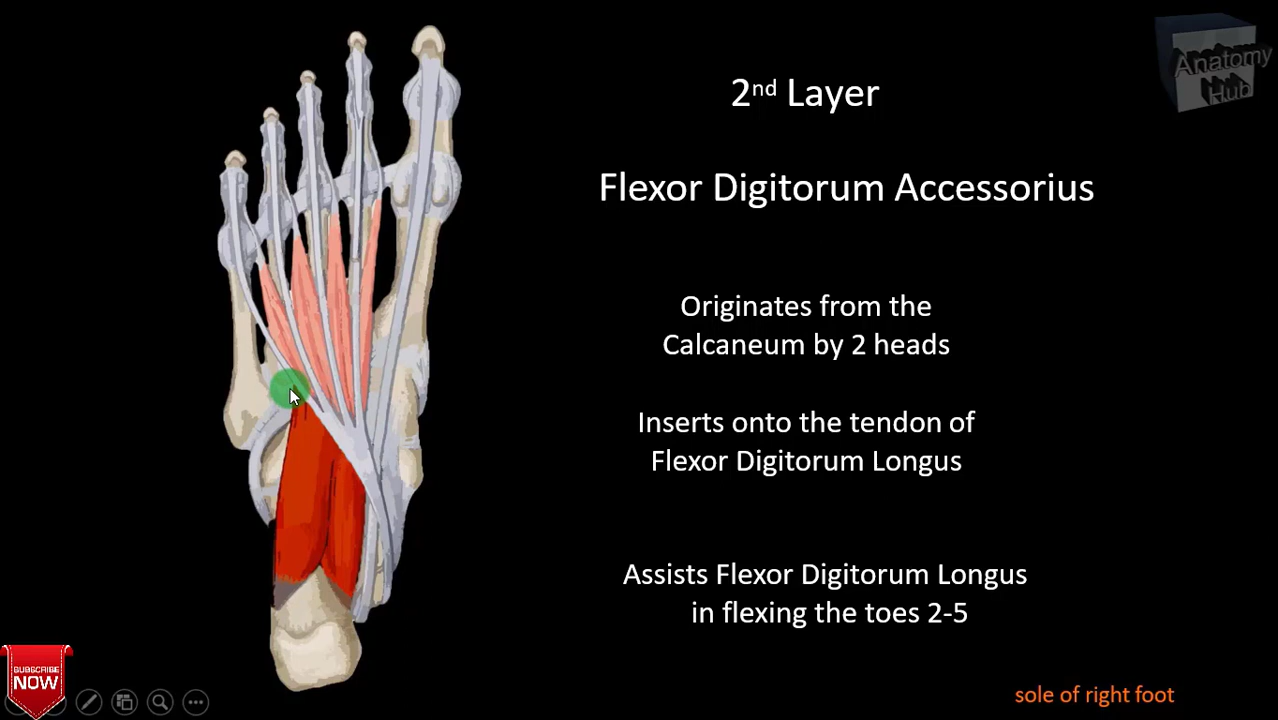 Anatomy
Hub
2nd Layer
Flexor Digitorum Accessorius
Originates from the
Calcaneum by 2 heads
Inserts onto the tendon of
Flexor Digitorum Longus
Assists Flexor Digitorum Longus
in flexing the toes 2-5
SUBSCRIBE
NOW
sole of right foot